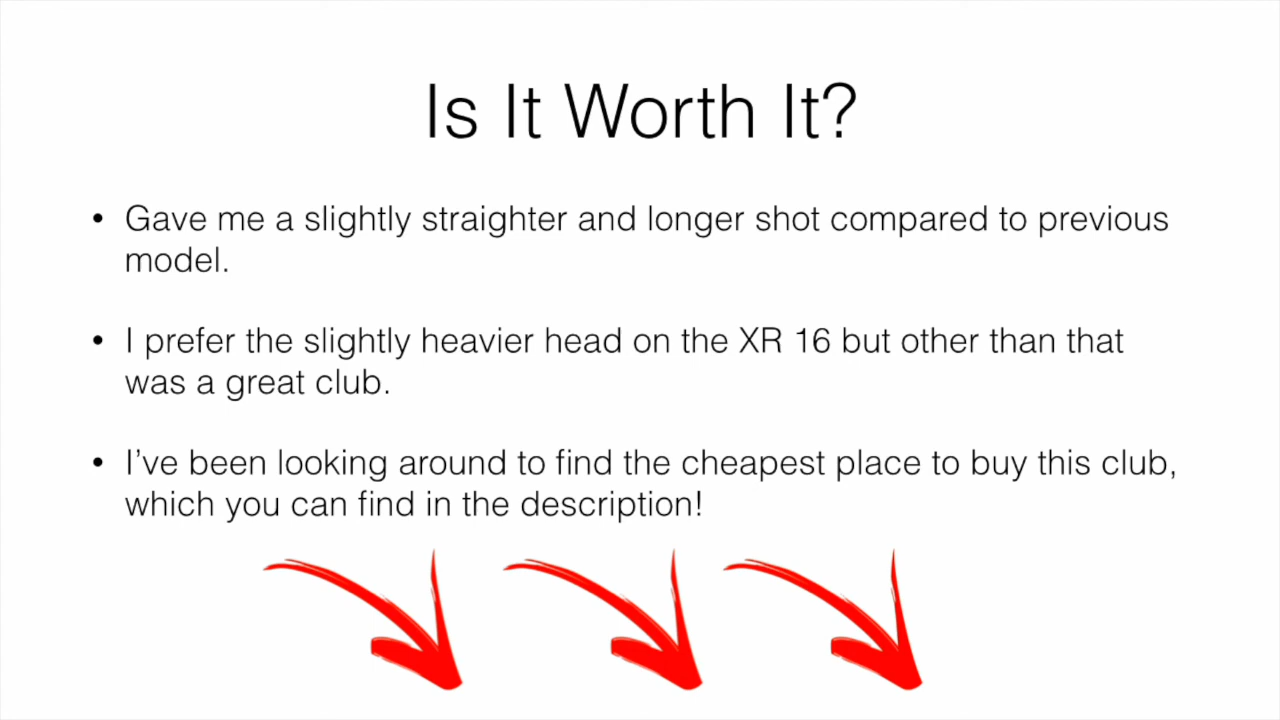 Is It Worth It?
• Gave me a slightly straighter and longer shot compared to previous
model.
• I prefer the slightly heavier head on the XR 16 but other than that
was a great club.
• I’ve been looking around to find the cheapest place to buy this club,
which you can find in the description!